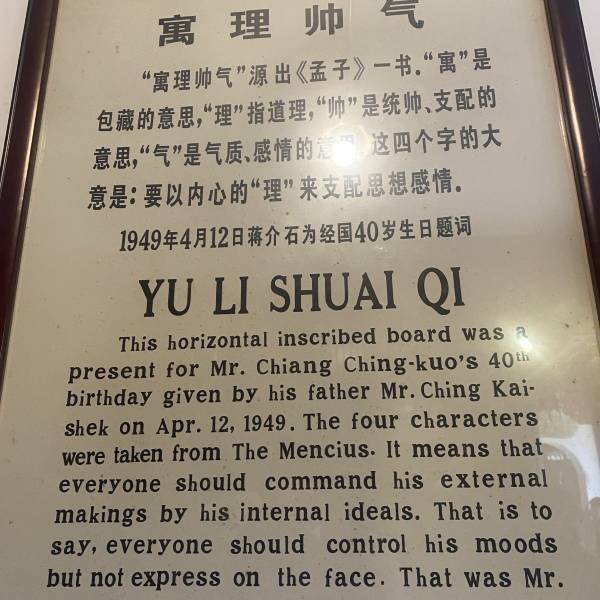 寓理帅气
“寓理帅气”源出《孟子》一书.“寓”是
包藏的意思,“理”指道理,“帅”是统帅、支配的
意思,“气”是气质、感情的意思. 这四个字的大
意是：要以内心的“理”来支配思想感情.
1949年4月12日蒋介石为经国40岁生日题词
YU LI SHUAI QI
This horizontal inscribed board was a
present for Mr. Chiang Ching-kuo's 40th
birthday given by his father Mr. Ching Kai-
shek on Apr. 12, 1949. The four characters
were taken from The Mencius. It means that
everyone should command his external
makings by his internal ideals. That is to
say, everyone should control his moods
but not express on the face. That was Mr.